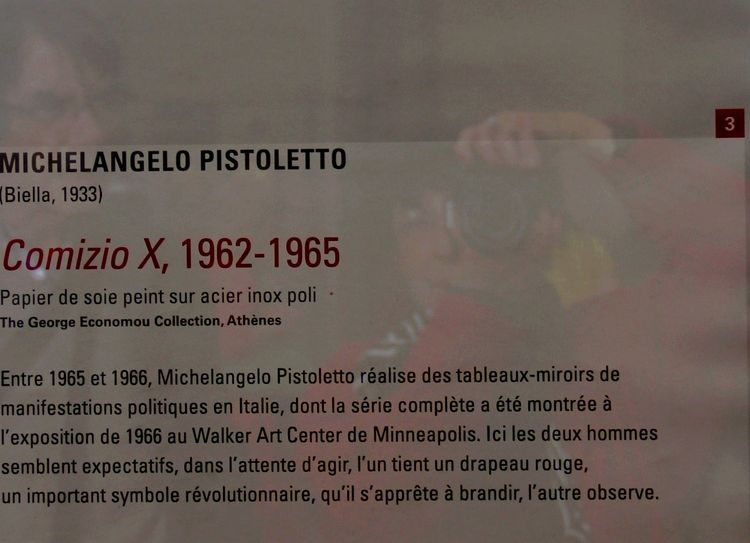 3
MICHELANGELO PISTOLETTO
(Biella, 1933)
Comizio X, 1962-1965
Papier de soie peint sur acier inox poli
The George Economou Collection, Athènes
Entre 1965 et 1966, Michelangelo Pistoletto réalise des tableaux-miroirs de
manifestations politiques en Italie, dont la série complète a été montrée à
l'exposition de 1966 au Walker Art Center de Minneapolis. Ici les deux hommes
semblent expectatifs, dans l'attente d'agir, l'un tient un drapeau rouge,
un important symbole révolutionnaire, qu'il s'apprête à brandir, l'autre observe.